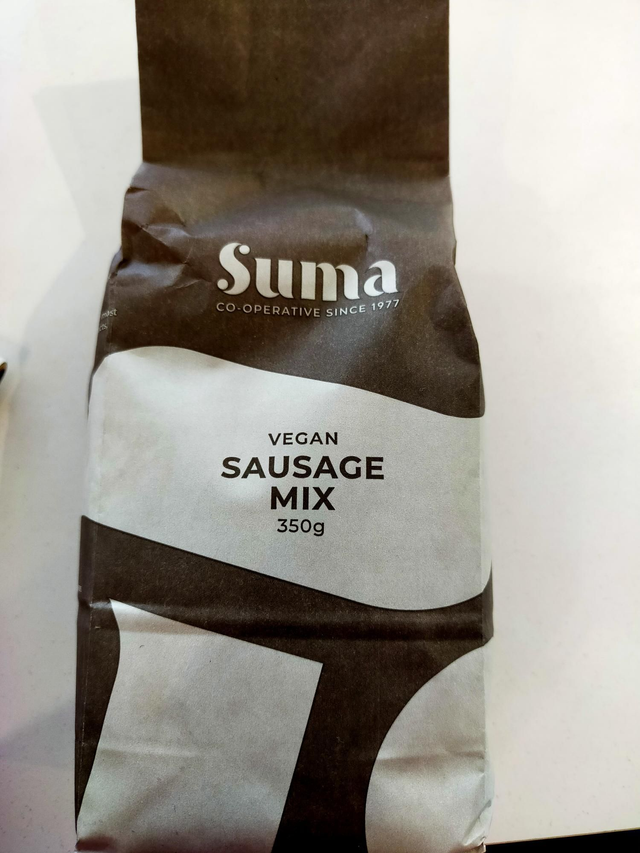 Suma
CO-OPERATIVE SINCE 1977
VEGAN
SAUSAGE
MIX
350g